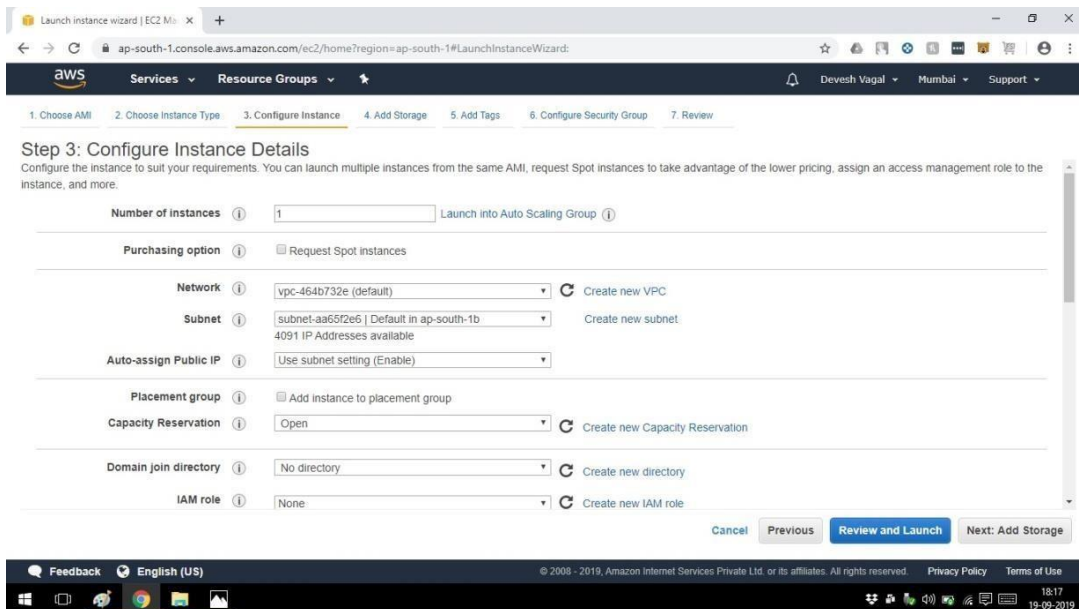 Launch instance wizard | EC2 Ma
ap-south-1.console.aws.amazon.com/ec2/home?region=ap-south-1#LaunchInstanceWizard:
aws Services Resource Groups Devesh Vagal Mumbai Support
1. Choose AMI 2. Choose Instance Type 3. Configure Instance 4. Add Storage 5. Add Tags 6. Configure Security Group 7. Review
Step 3: Configure Instance Details
Configure the instance to suit your requirements. You can launch multiple instances from the same AMI, request Spot instances to take advantage of the lower pricing, assign an access management role to the
instance, and more.
Number of instances 1 Launch into Auto Scaling Group
Purchasing option Request Spot instances
Network vpc-464b732e (default) Create new VPC
Subnet subnet-aa65f2e6 | Default in ap-south-1b Create new subnet
4091 IP Addresses available
Auto-assign Public IP Use subnet setting (Enable)
Placement group Add instance to placement group
Capacity Reservation Open Create new Capacity Reservation
Domain join directory No directory Create new directory
IAM role None Create new IAM role
Cancel Previous Review and Launch Next: Add Storage
Feedback English (US) © 2008 - 2019, Amazon Internet Services Private Ltd. or its affiliates. All rights reserved. Privacy Policy Terms of Use
18:17
19-09-2019